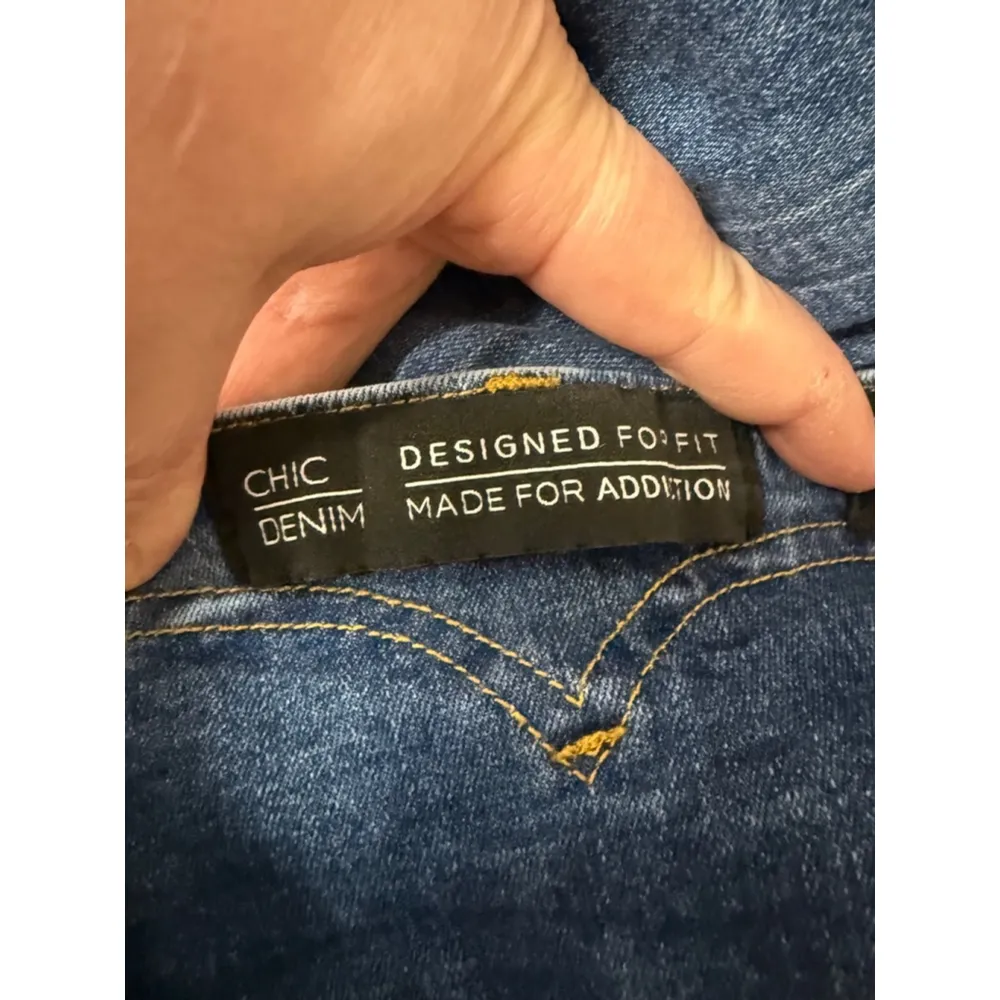 CHIC
DENIM
DESIGNED FOR FIT
MADE FOR ADDICTION